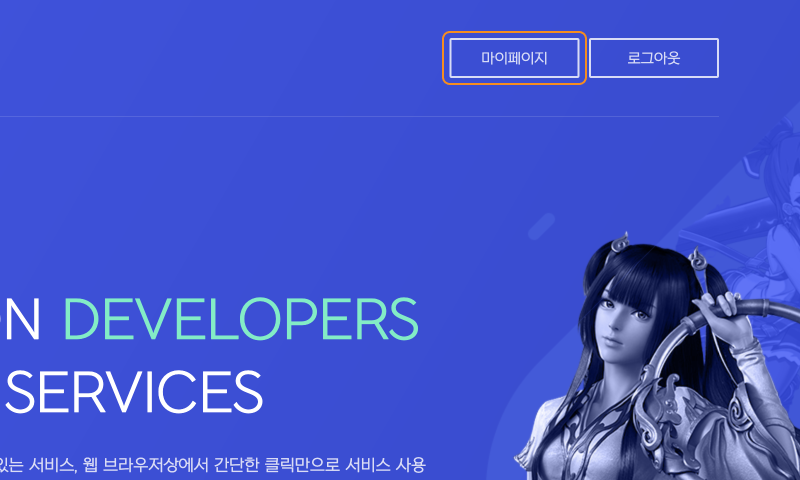 마이페이지 로그아웃
N DEVELOPERS
SERVICES
있는 서비스, 웹 브라우저상에서 간단한 클릭만으로 서비스 사용